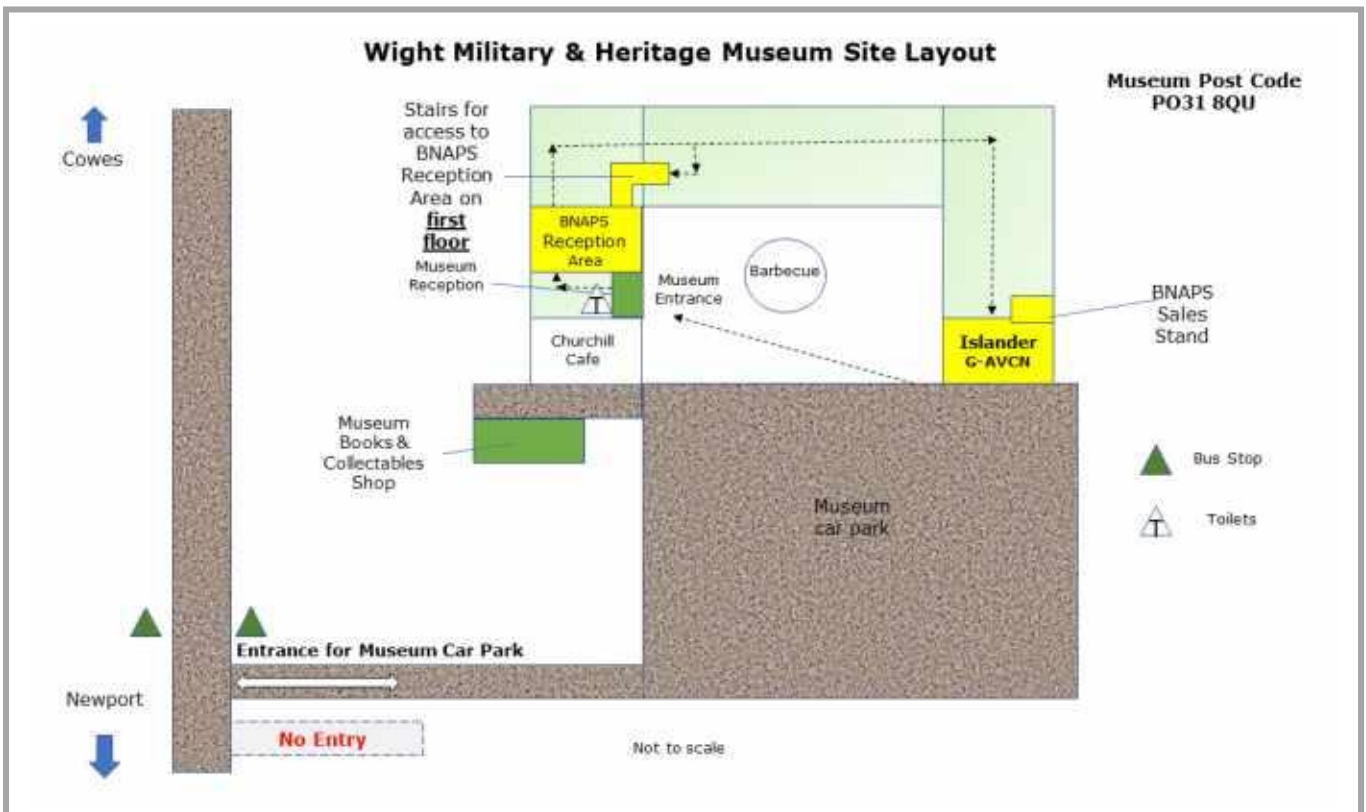 Wight Military & Heritage Museum Site Layout
Museum Post Code
PO31 8QU
Cowes
Stairs for
access to
BNAPS
Reception
Area on
first
floor
Museum
Reception
BNAPS
Reception
Area
T
Churchill
Cafe
Museum
Entrance
Barbecue
Islander
G-AVCN
BNAPS
Sales
Stand
Museum
Books &
Collectables
Shop
Museum
car park
Bus Stop
T
Toilets
Entrance for Museum Car Park
Newport
No Entry
Not to scale